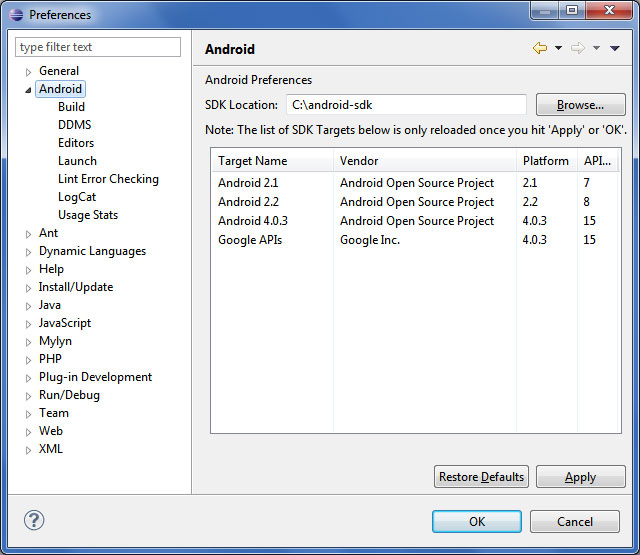 Preferences
type filter text
General
Android
Build
DDMS
Editors
Launch
Lint Error Checking
LogCat
Usage Stats
Ant
Dynamic Languages
Help
Install/Update
Java
JavaScript
Mylyn
PHP
Plug-in Development
Run/Debug
Team
Web
XML
Android
Android Preferences
SDK Location: C:\android-sdk Browse...
Note: The list of SDK Targets below is only reloaded once you hit 'Apply' or 'OK'.
Target Name Vendor Platform API...
Android 2.1 Android Open Source Project 2.1 7
Android 2.2 Android Open Source Project 2.2 8
Android 4.0.3 Android Open Source Project 4.0.3 15
Google APIs Google Inc. 4.0.3 15
Restore Defaults Apply
? OK Cancel